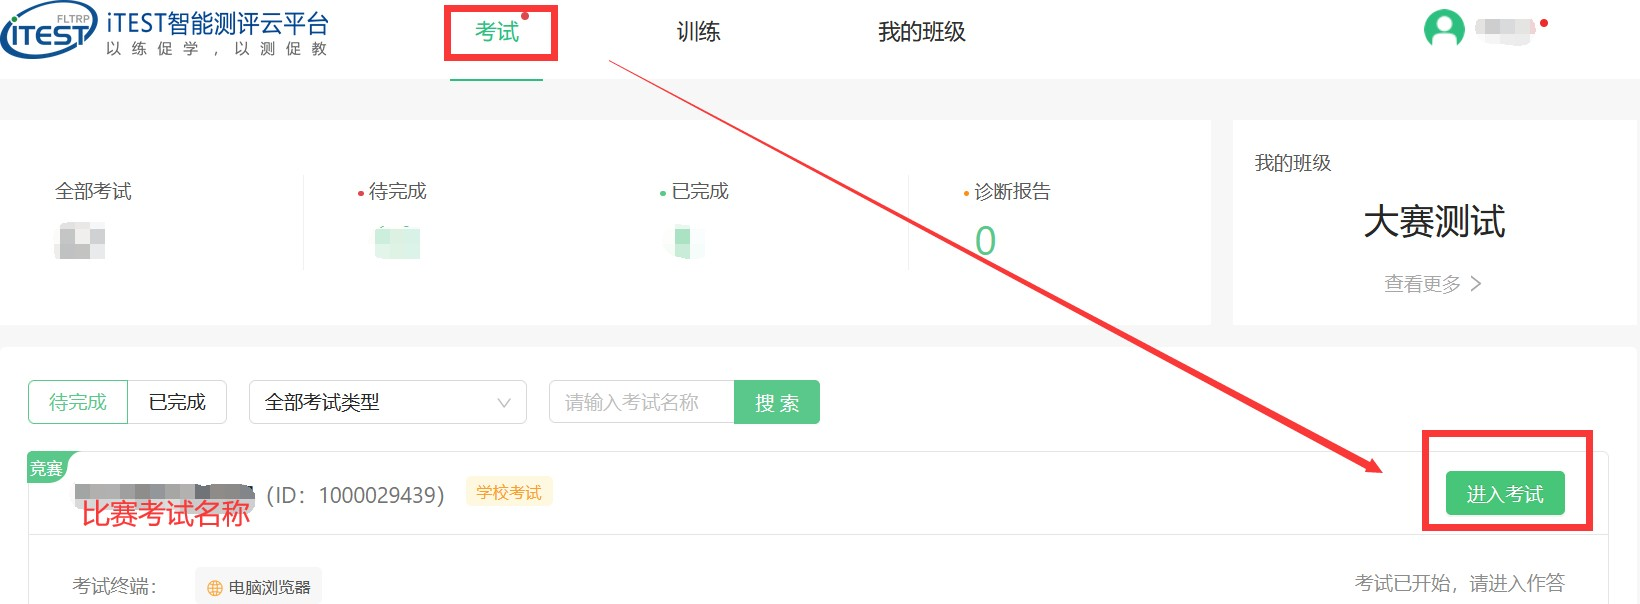 FLTRP
iTEST
iTEST智能测评云平台
以练促学，以测促教
考试
训练
我的班级
全部考试
待完成
已完成
诊断报告
0
我的班级
大赛测试
查看更多 >
待完成
已完成
全部考试类型
请输入考试名称
搜 索
竞赛
（ID：1000029439）
学校考试
比赛考试名称
进入考试
考试终端：
电脑浏览器
考试已开始，请进入作答